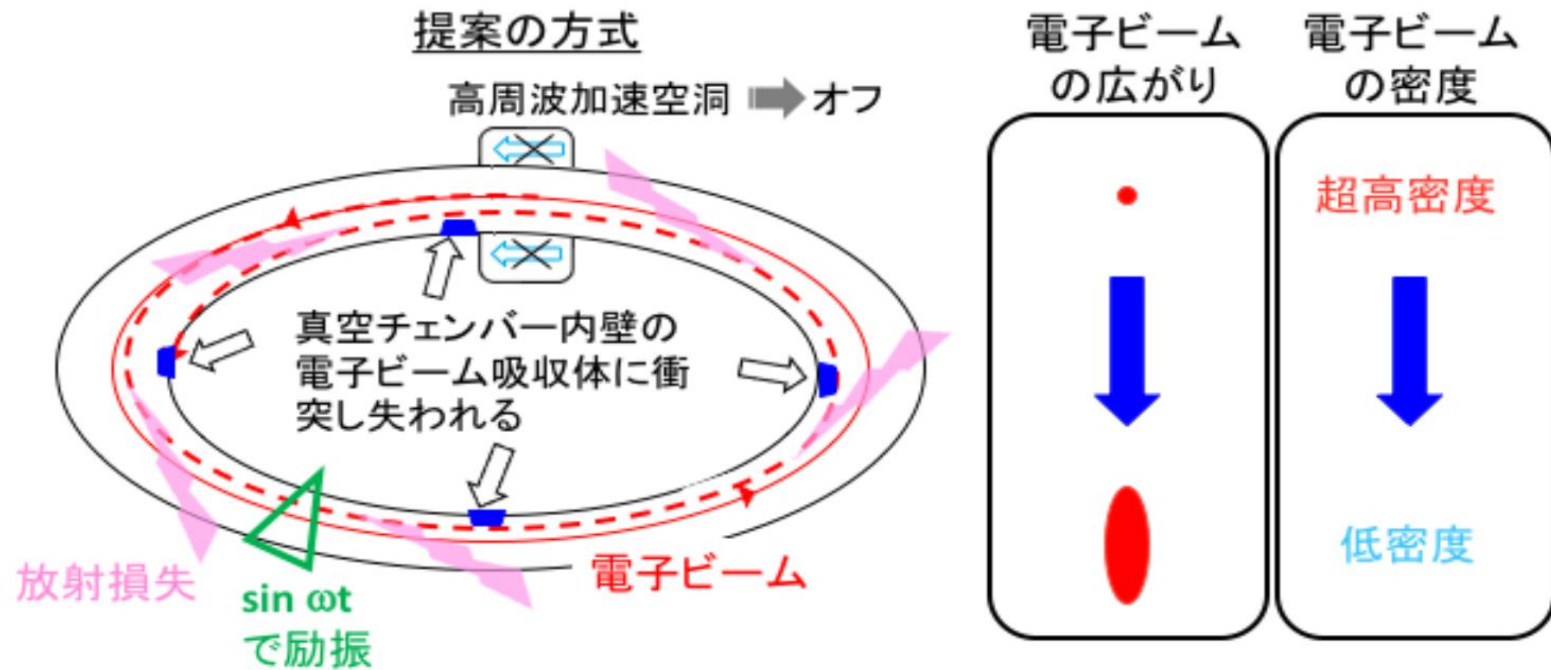 提案の方式
高周波加速空洞 オフ
真空チェンバー内壁の
電子ビーム吸収体に衝
突し失われる
放射損失
sin ωt
で励振
電子ビーム
電子ビーム
の広がり
電子ビーム
の密度
超高密度
低密度